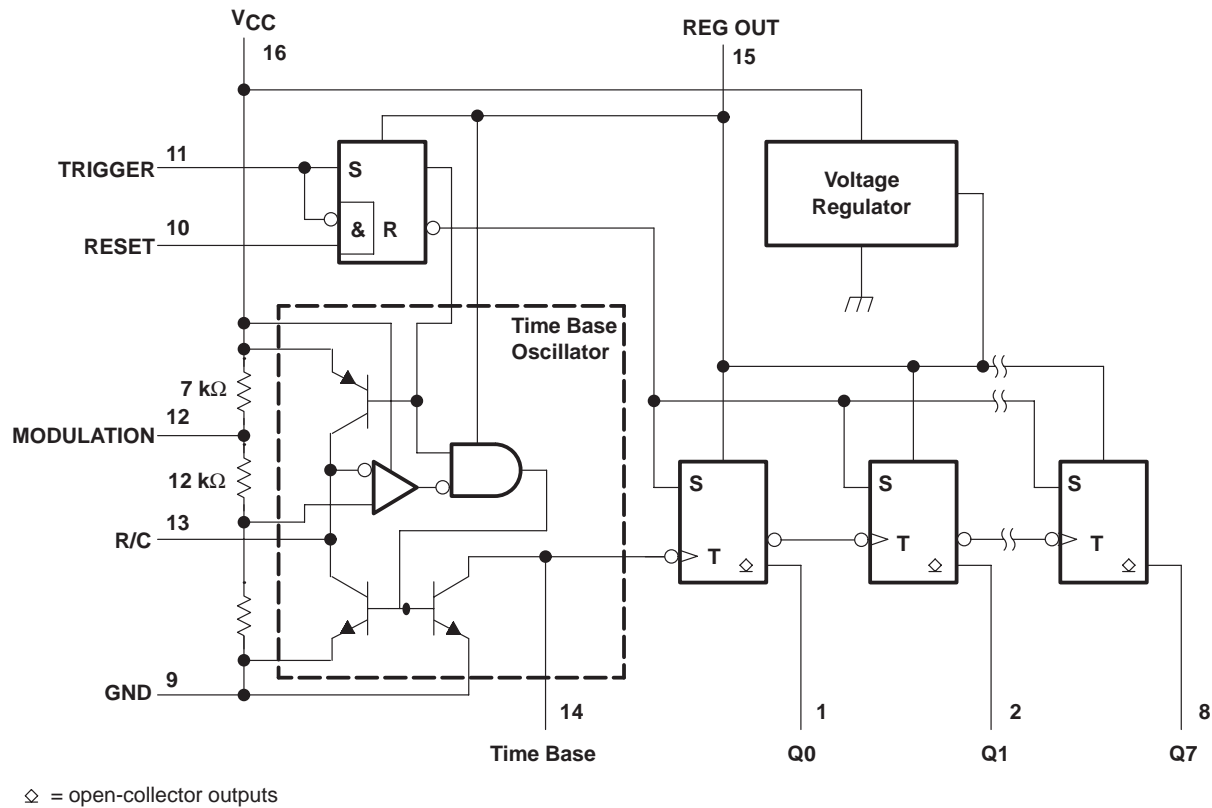 VCC
16
REG OUT
15
TRIGGER
11
S
& R
RESET
10
Voltage
Regulator
Time Base
Oscillator
7 kΩ
12
MODULATION
12 kΩ
13
R/C
S
S
S
T
T
T
GND
9
14
1
2
8
Time Base
Q0
Q1
Q7
= open-collector outputs